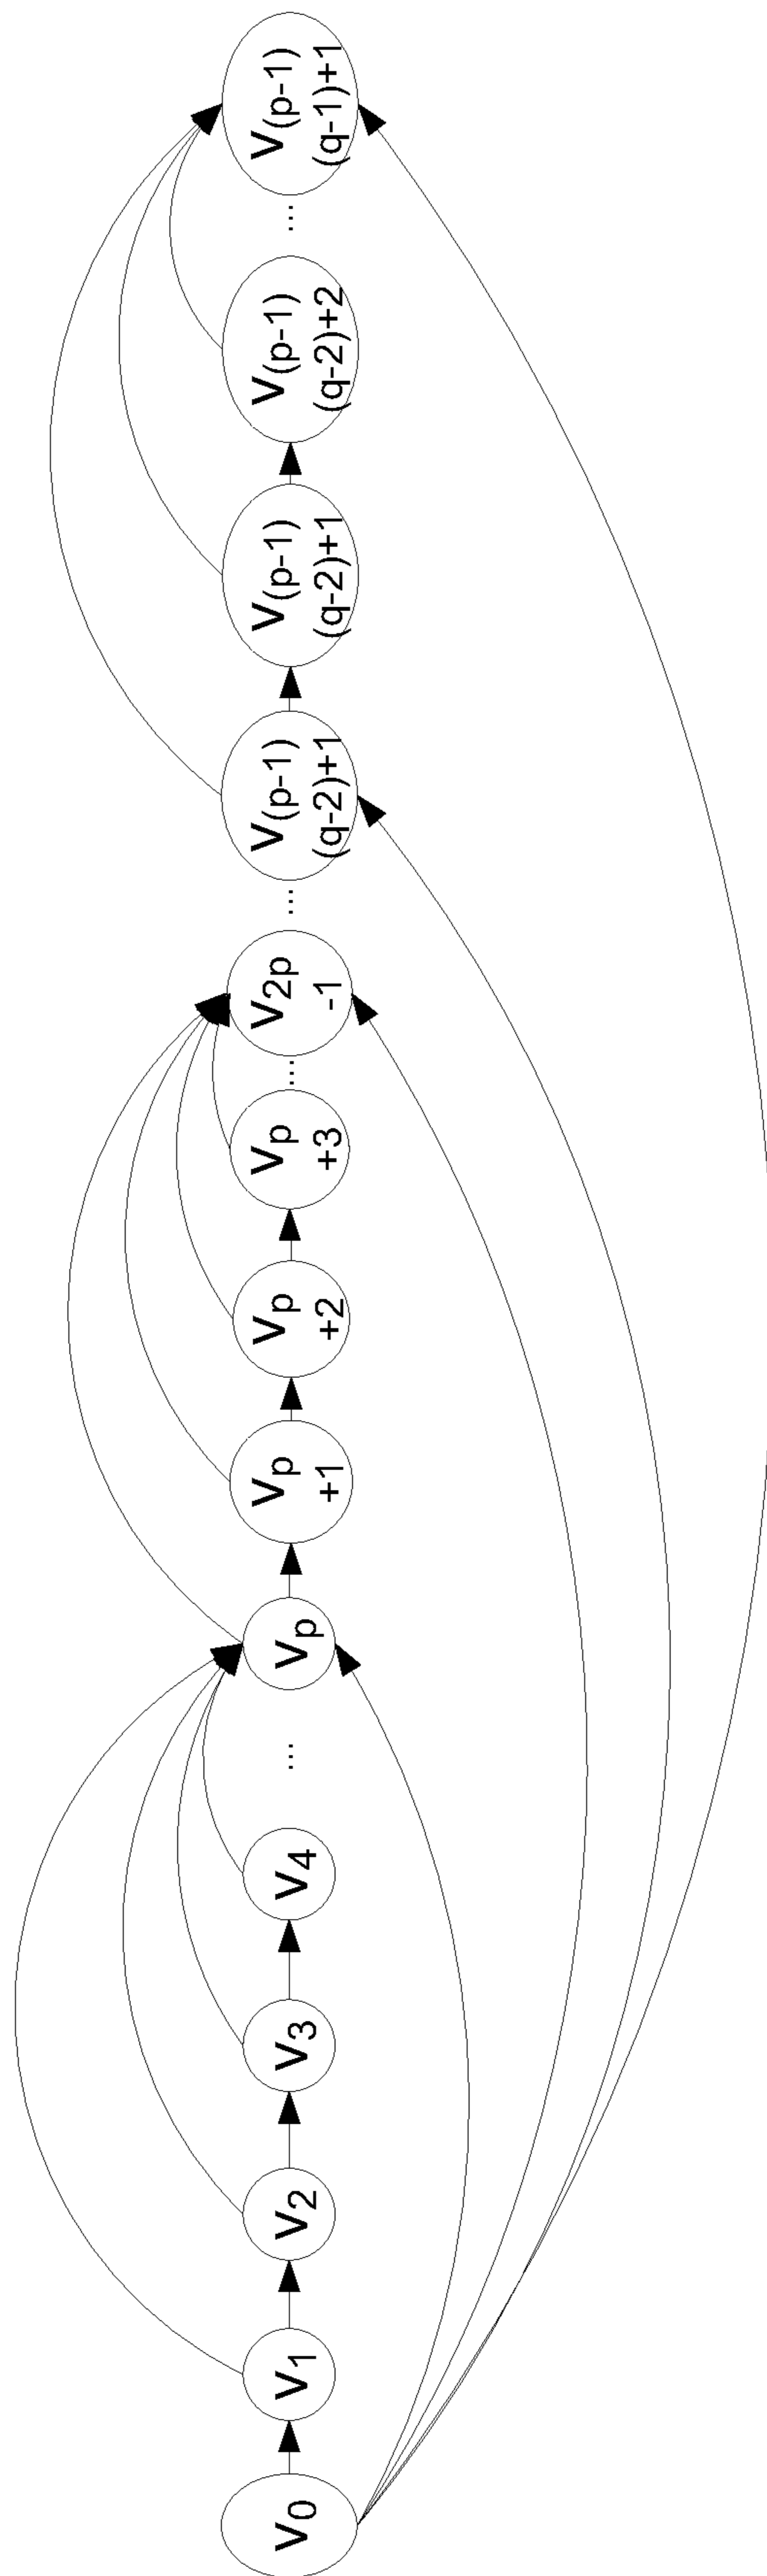 v0
v1
v2
v3
v4
...
vp
vp
+1
vp
+2
vp
+3
...
v2p
-1
...
v(p-1)
(q-2)+1
v(p-1)
(q-2)+1
v(p-1)
(q-2)+2
...
v(p-1)
(q-1)+1